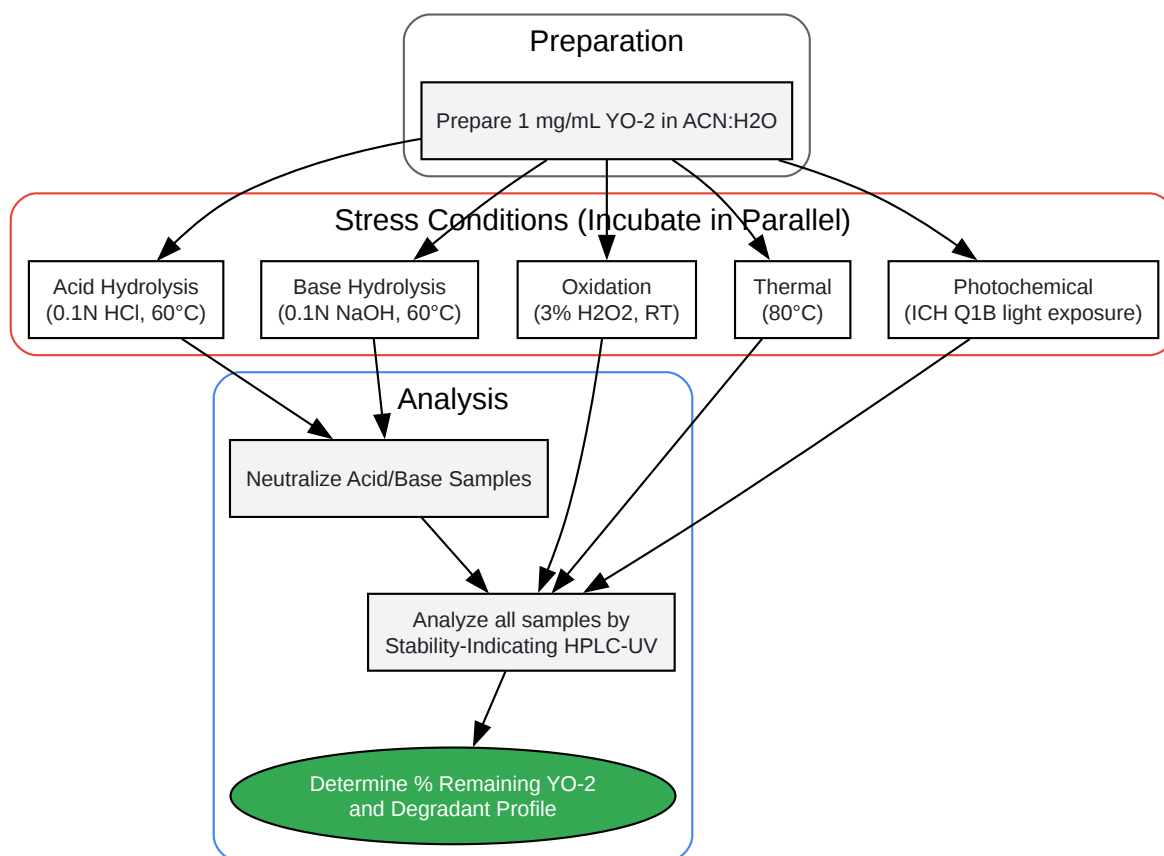 Preparation
Prepare 1 mg/mL YO-2 in ACN:H2O
Stress Conditions (Incubate in Parallel)
Acid Hydrolysis
(0.1N HCl, 60°C)
Base Hydrolysis
(0.1N NaOH, 60°C)
Oxidation
(3% H2O2, RT)
Thermal
(80°C)
Photochemical
(ICH Q1B light exposure)
Analysis
Neutralize Acid/Base Samples
Analyze all samples by
Stability-Indicating HPLC-UV
Determine % Remaining YO-2
and Degradant Profile